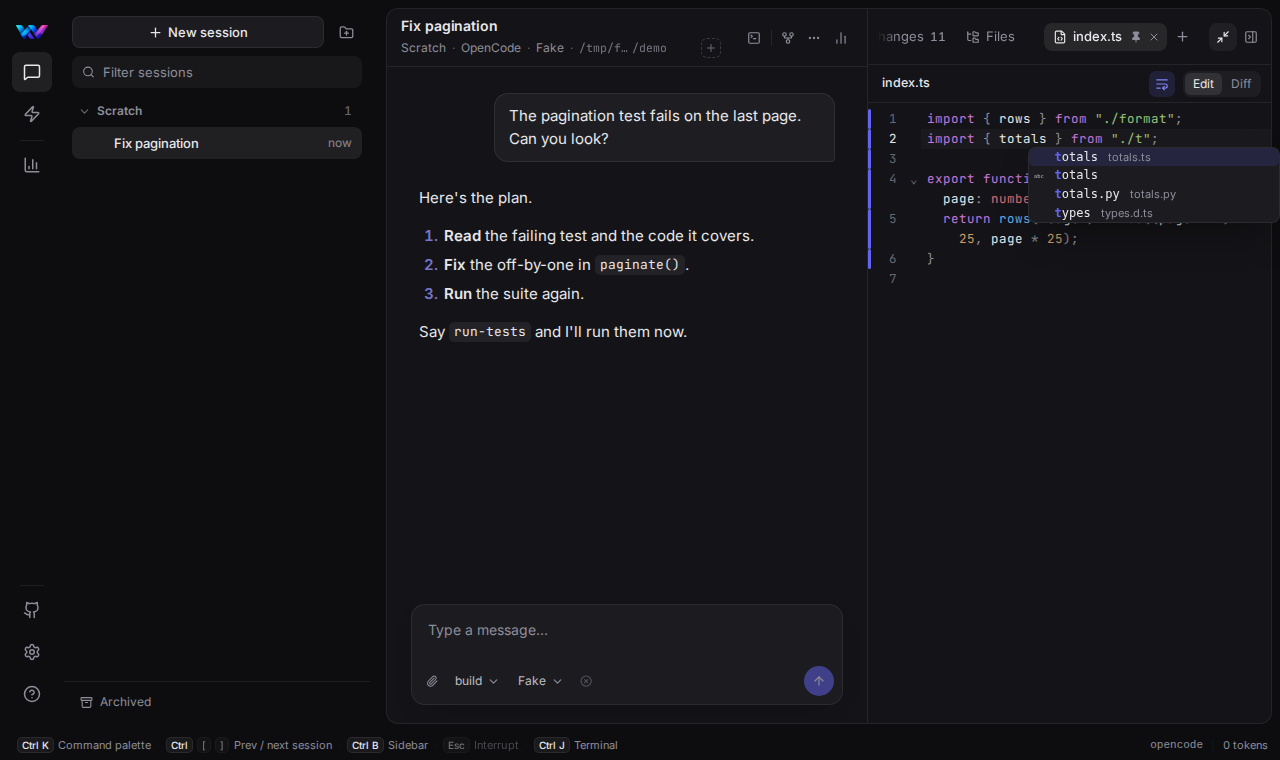 New session
Filter sessions
Scratch 1
Fix pagination now
Archived
Fix pagination
Scratch · OpenCode · Fake · /tmp/f… /demo
The pagination test fails on the last page.
Can you look?
Here's the plan.
1. Read the failing test and the code it covers.
2. Fix the off-by-one in paginate().
3. Run the suite again.
Say run-tests and I'll run them now.
Type a message...
build Fake
anges 11 Files index.ts
index.ts Edit Diff
1 import { rows } from "./format";
2 import { totals } from "./t";
3
4 export functi
page: numbe
5 return rows
25, page * 25);
6 }
7
totals totals.ts
abc totals
totals.py totals.py
types types.d.ts
Ctrl K Command palette Ctrl [ ] Prev / next session Ctrl B Sidebar Esc Interrupt Ctrl J Terminal opencode 0 tokens